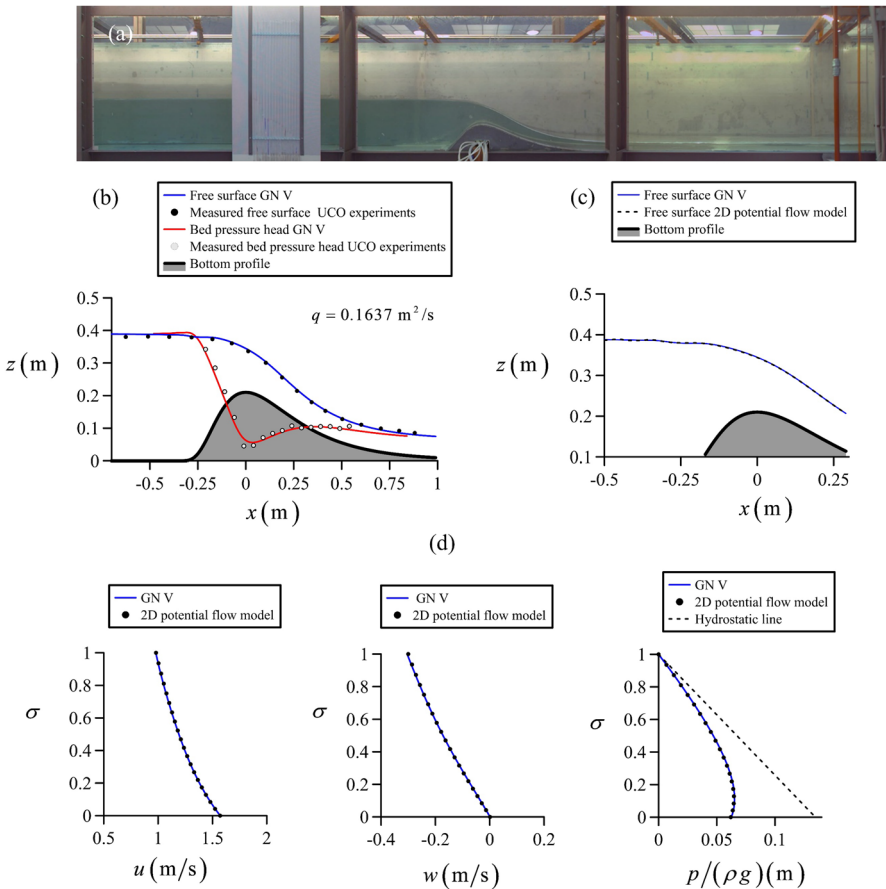 (a)
(b)
Free surface GN V
Measured free surface UCO experiments
Bed pressure head GN V
Measured bed pressure head UCO experiments
Bottom profile
(c)
Free surface GN V
Free surface 2D potential flow model
Bottom profile
q = 0.1637 m²/s
z(m)
0.5
0.4
0.3
0.2
0.1
0
-0.5 -0.25 0 0.25 0.5 0.75 1
x(m)
z(m)
0.5
0.4
0.3
0.2
0.1
-0.5 -0.25 0 0.25
x(m)
(d)
GN V
2D potential flow model
σ
1
0.8
0.6
0.4
0.2
0
0.5 1 1.5 2
u(m/s)
GN V
2D potential flow model
σ
1
0.8
0.6
0.4
0.2
0
-0.4 -0.2 0 0.2
w(m/s)
GN V
2D potential flow model
Hydrostatic line
σ
1
0.8
0.6
0.4
0.2
0
0 0.05 0.1
p/(ρg)(m)